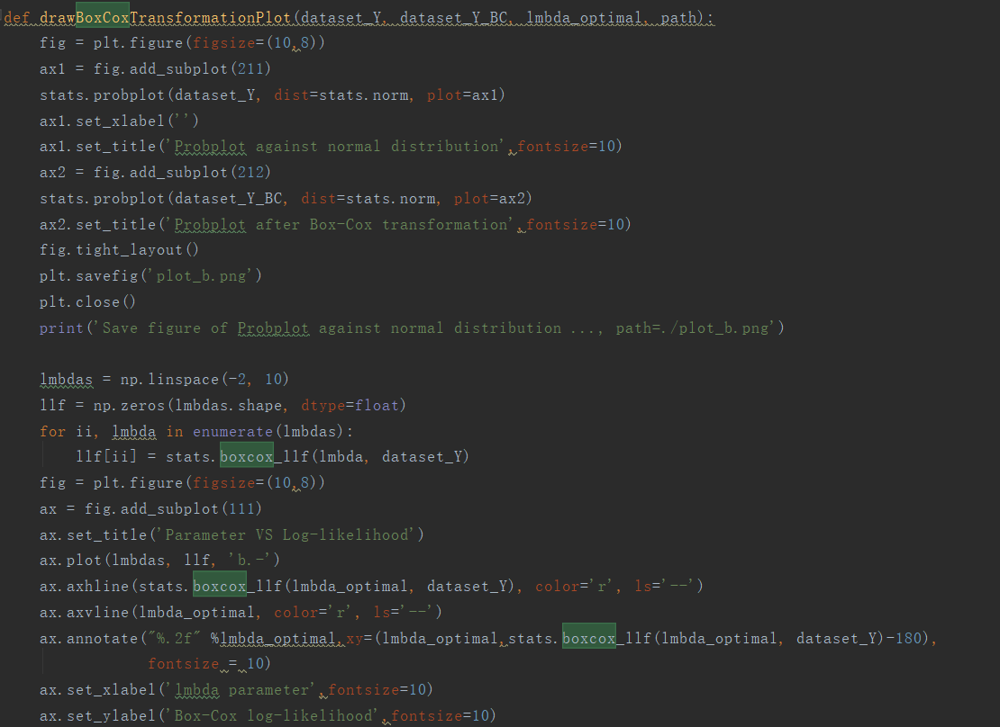 def drawBoxCoxTransformationPlot(dataset_Y, dataset_Y_BC, lmbda_optimal, path):
    fig = plt.figure(figsize=(10,8))
    ax1 = fig.add_subplot(211)
    stats.probplot(dataset_Y, dist=stats.norm, plot=ax1)
    ax1.set_xlabel('')
    ax1.set_title('Probplot against normal distribution',fontsize=10)
    ax2 = fig.add_subplot(212)
    stats.probplot(dataset_Y_BC, dist=stats.norm, plot=ax2)
    ax2.set_title('Probplot after Box-Cox transformation',fontsize=10)
    fig.tight_layout()
    plt.savefig('plot_b.png')
    plt.close()
    print('Save figure of Probplot against normal distribution ..., path=./plot_b.png')

    lmbdas = np.linspace(-2, 10)
    llf = np.zeros(lmbdas.shape, dtype=float)
    for ii, lmbda in enumerate(lmbdas):
        llf[ii] = stats.boxcox_llf(lmbda, dataset_Y)
    fig = plt.figure(figsize=(10,8))
    ax = fig.add_subplot(111)
    ax.set_title('Parameter VS Log-likelihood')
    ax.plot(lmbdas, llf, 'b.-')
    ax.axhline(stats.boxcox_llf(lmbda_optimal, dataset_Y), color='r', ls='--')
    ax.axvline(lmbda_optimal, color='r', ls='--')
    ax.annotate("%.2f" %lmbda_optimal,xy=(lmbda_optimal,stats.boxcox_llf(lmbda_optimal, dataset_Y)-180),
                fontsize = 10)
    ax.set_xlabel('lmbda parameter',fontsize=10)
    ax.set_ylabel('Box-Cox log-likelihood',fontsize=10)